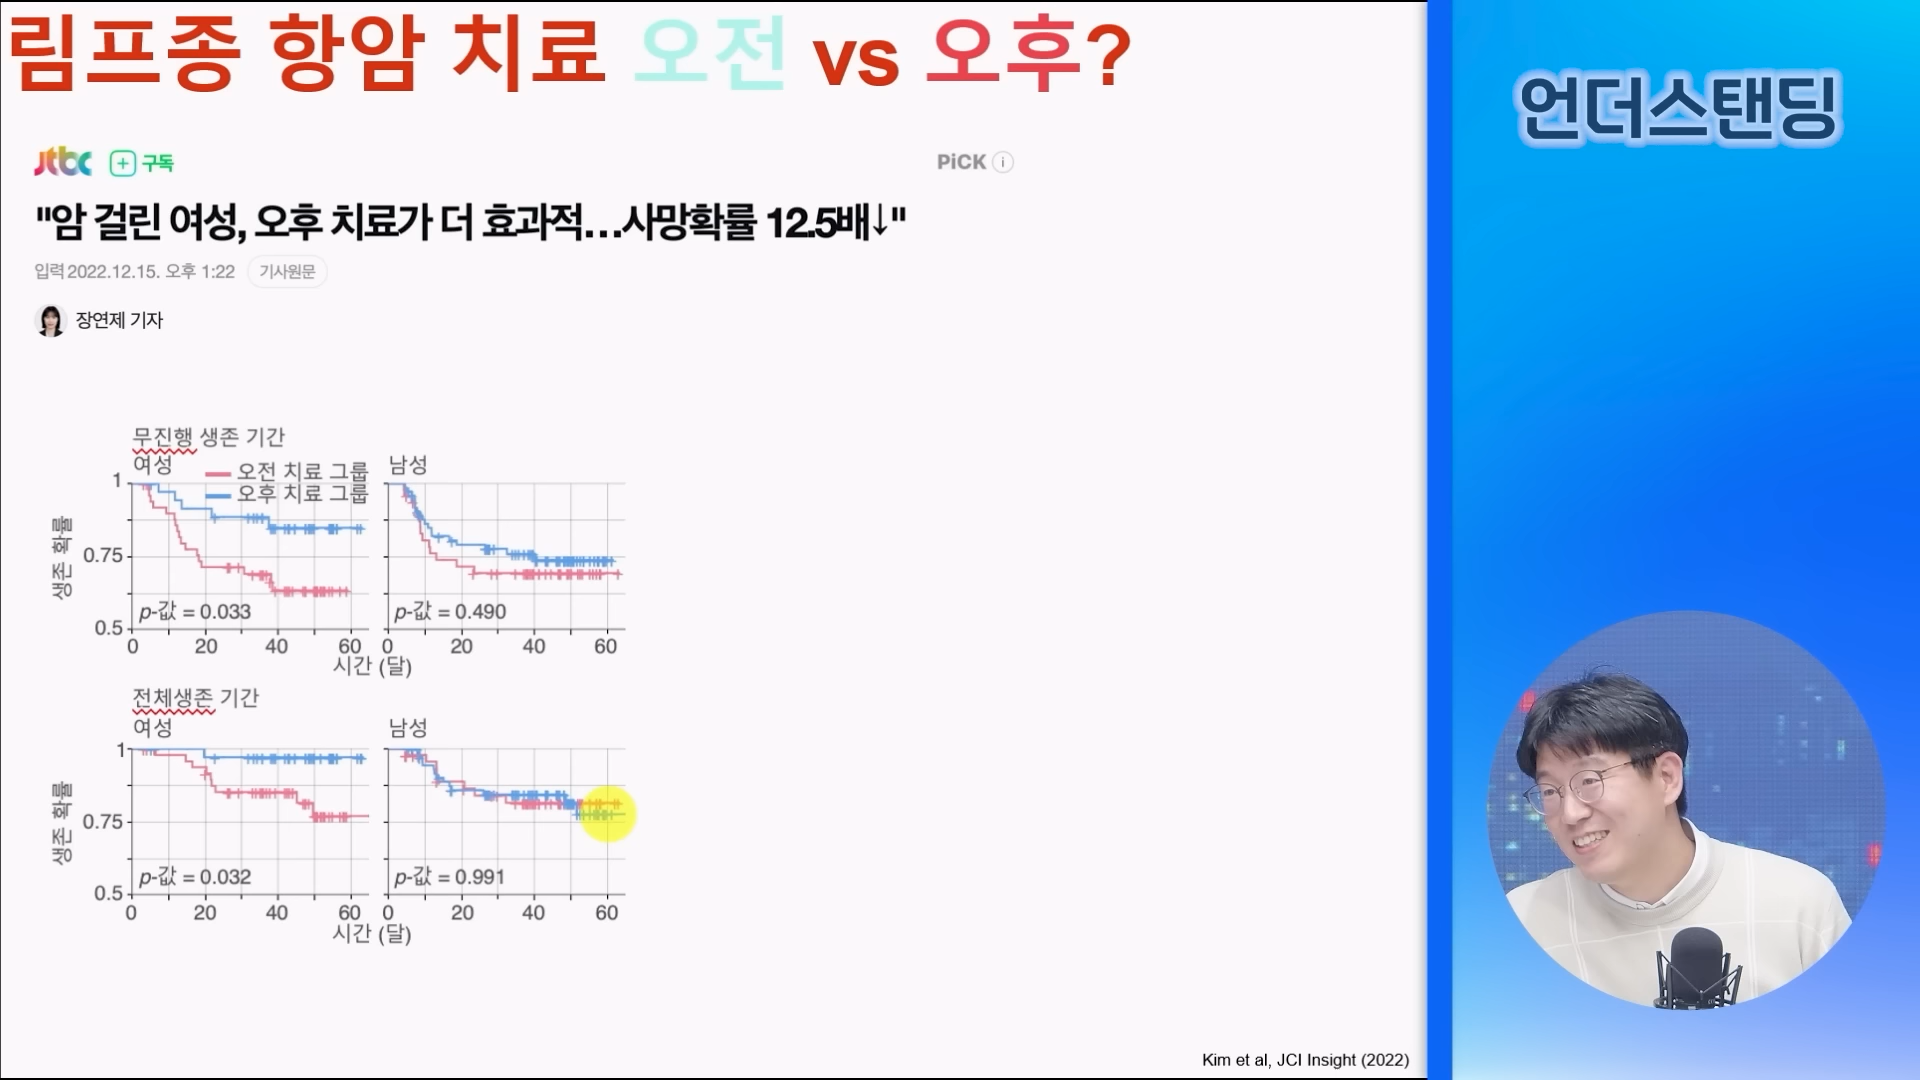 림프종 항암 치료 오전 vs 오후?
언더스탠딩
jtbc + 구독
PiCK i
"암 걸린 여성, 오후 치료가 더 효과적…사망확률 12.5배↓"
입력 2022.12.15. 오후 1:22 기사원문
장연제 기자
무진행 생존 기간
여성 남성
오전 치료 그룹
오후 치료 그룹
생존 확률
1
0.75
0.5
p-값 = 0.033 p-값 = 0.490
0 20 40 60 0 20 40 60
시간 (달)
전체생존 기간
여성 남성
생존 확률
1
0.75
0.5
p-값 = 0.032 p-값 = 0.991
0 20 40 60 0 20 40 60
시간 (달)
Kim et al, JCI Insight (2022)